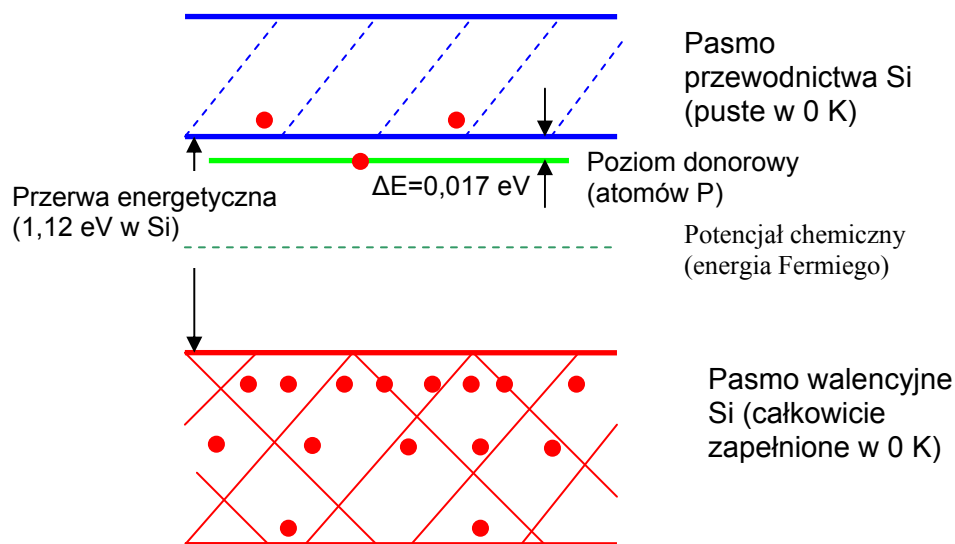 Pasmo
przewodnictwa Si
(puste w 0 K)
Poziom donorowy
(atomów P)
ΔE=0,017 eV
Przerwa energetyczna
(1,12 eV w Si)
Potencjał chemiczny
(energia Fermiego)
Pasmo walencyjne
Si (całkowicie
zapełnione w 0 K)